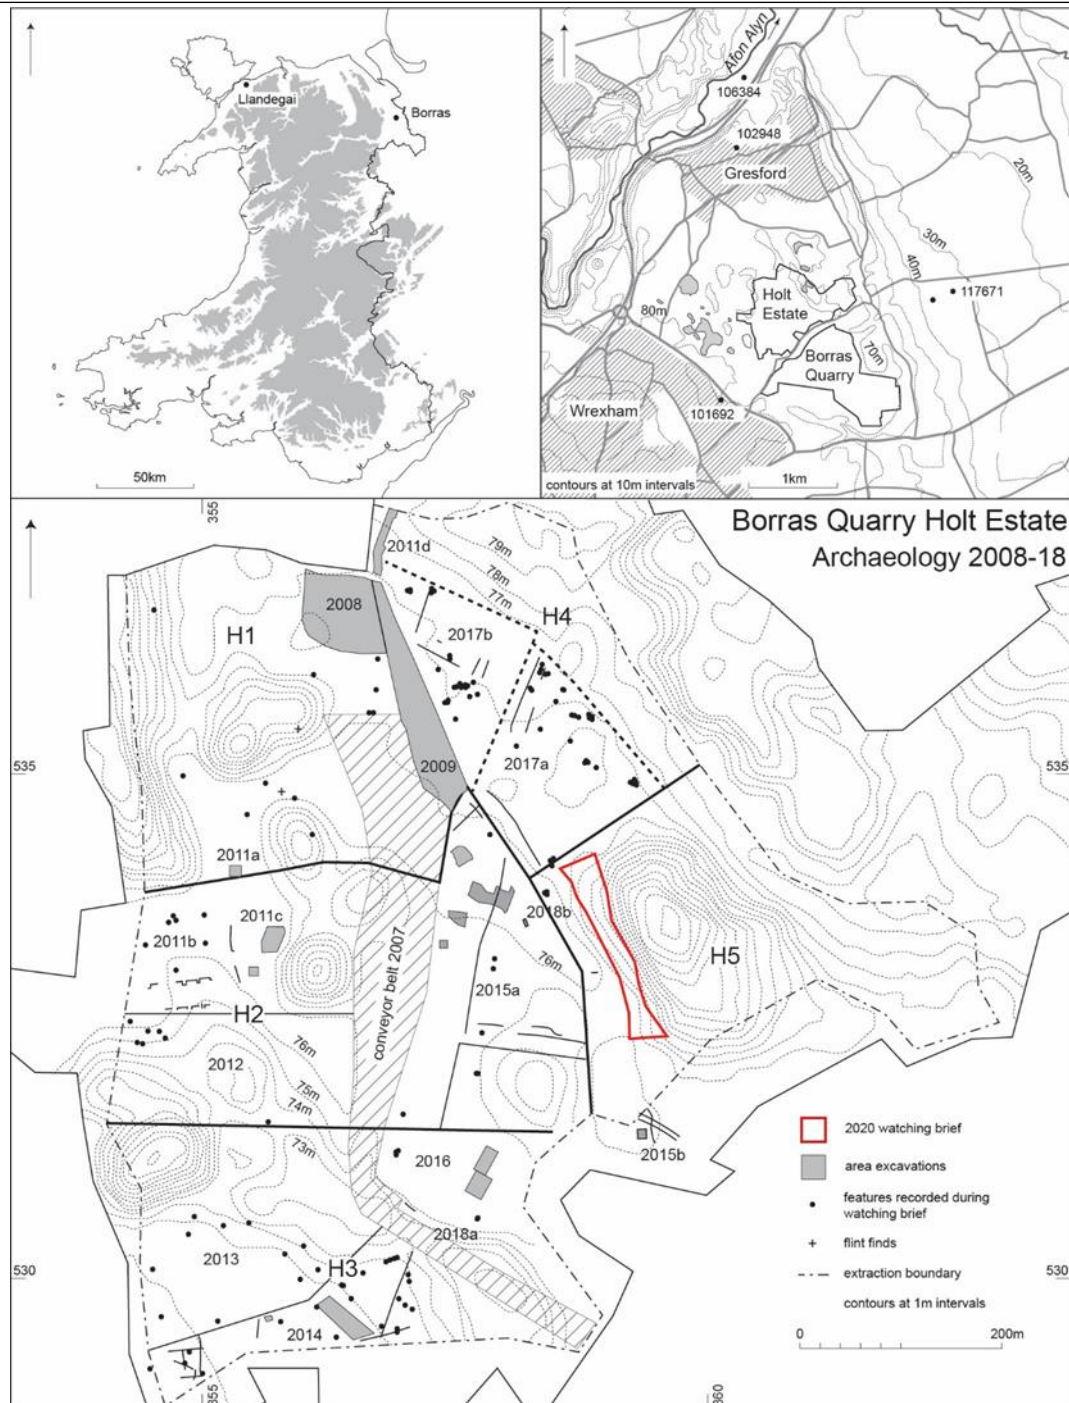 Llandegai
Borras
50km
Afon Alyn
106384
102948
Gresford
20m
30m
40m
117671
Holt
Estate
80m
70m
Borras
Quarry
Wrexham
101692
contours at 10m intervals
1km
355
Borras Quarry Holt Estate
Archaeology 2008-18
2011d
79m
78m
77m
2008
H4
H1
2017b
2009
2017a
535
535
2011a
2011c
2018b
2011b
76m
H5
conveyor belt 2007
2015a
H2
76m
2012
75m
74m
73m
2016
2015b
2018a
2013
H3
2014
530
530
2020 watching brief
area excavations
features recorded during
watching brief
flint finds
extraction boundary
contours at 1m intervals
0
200m
355
360